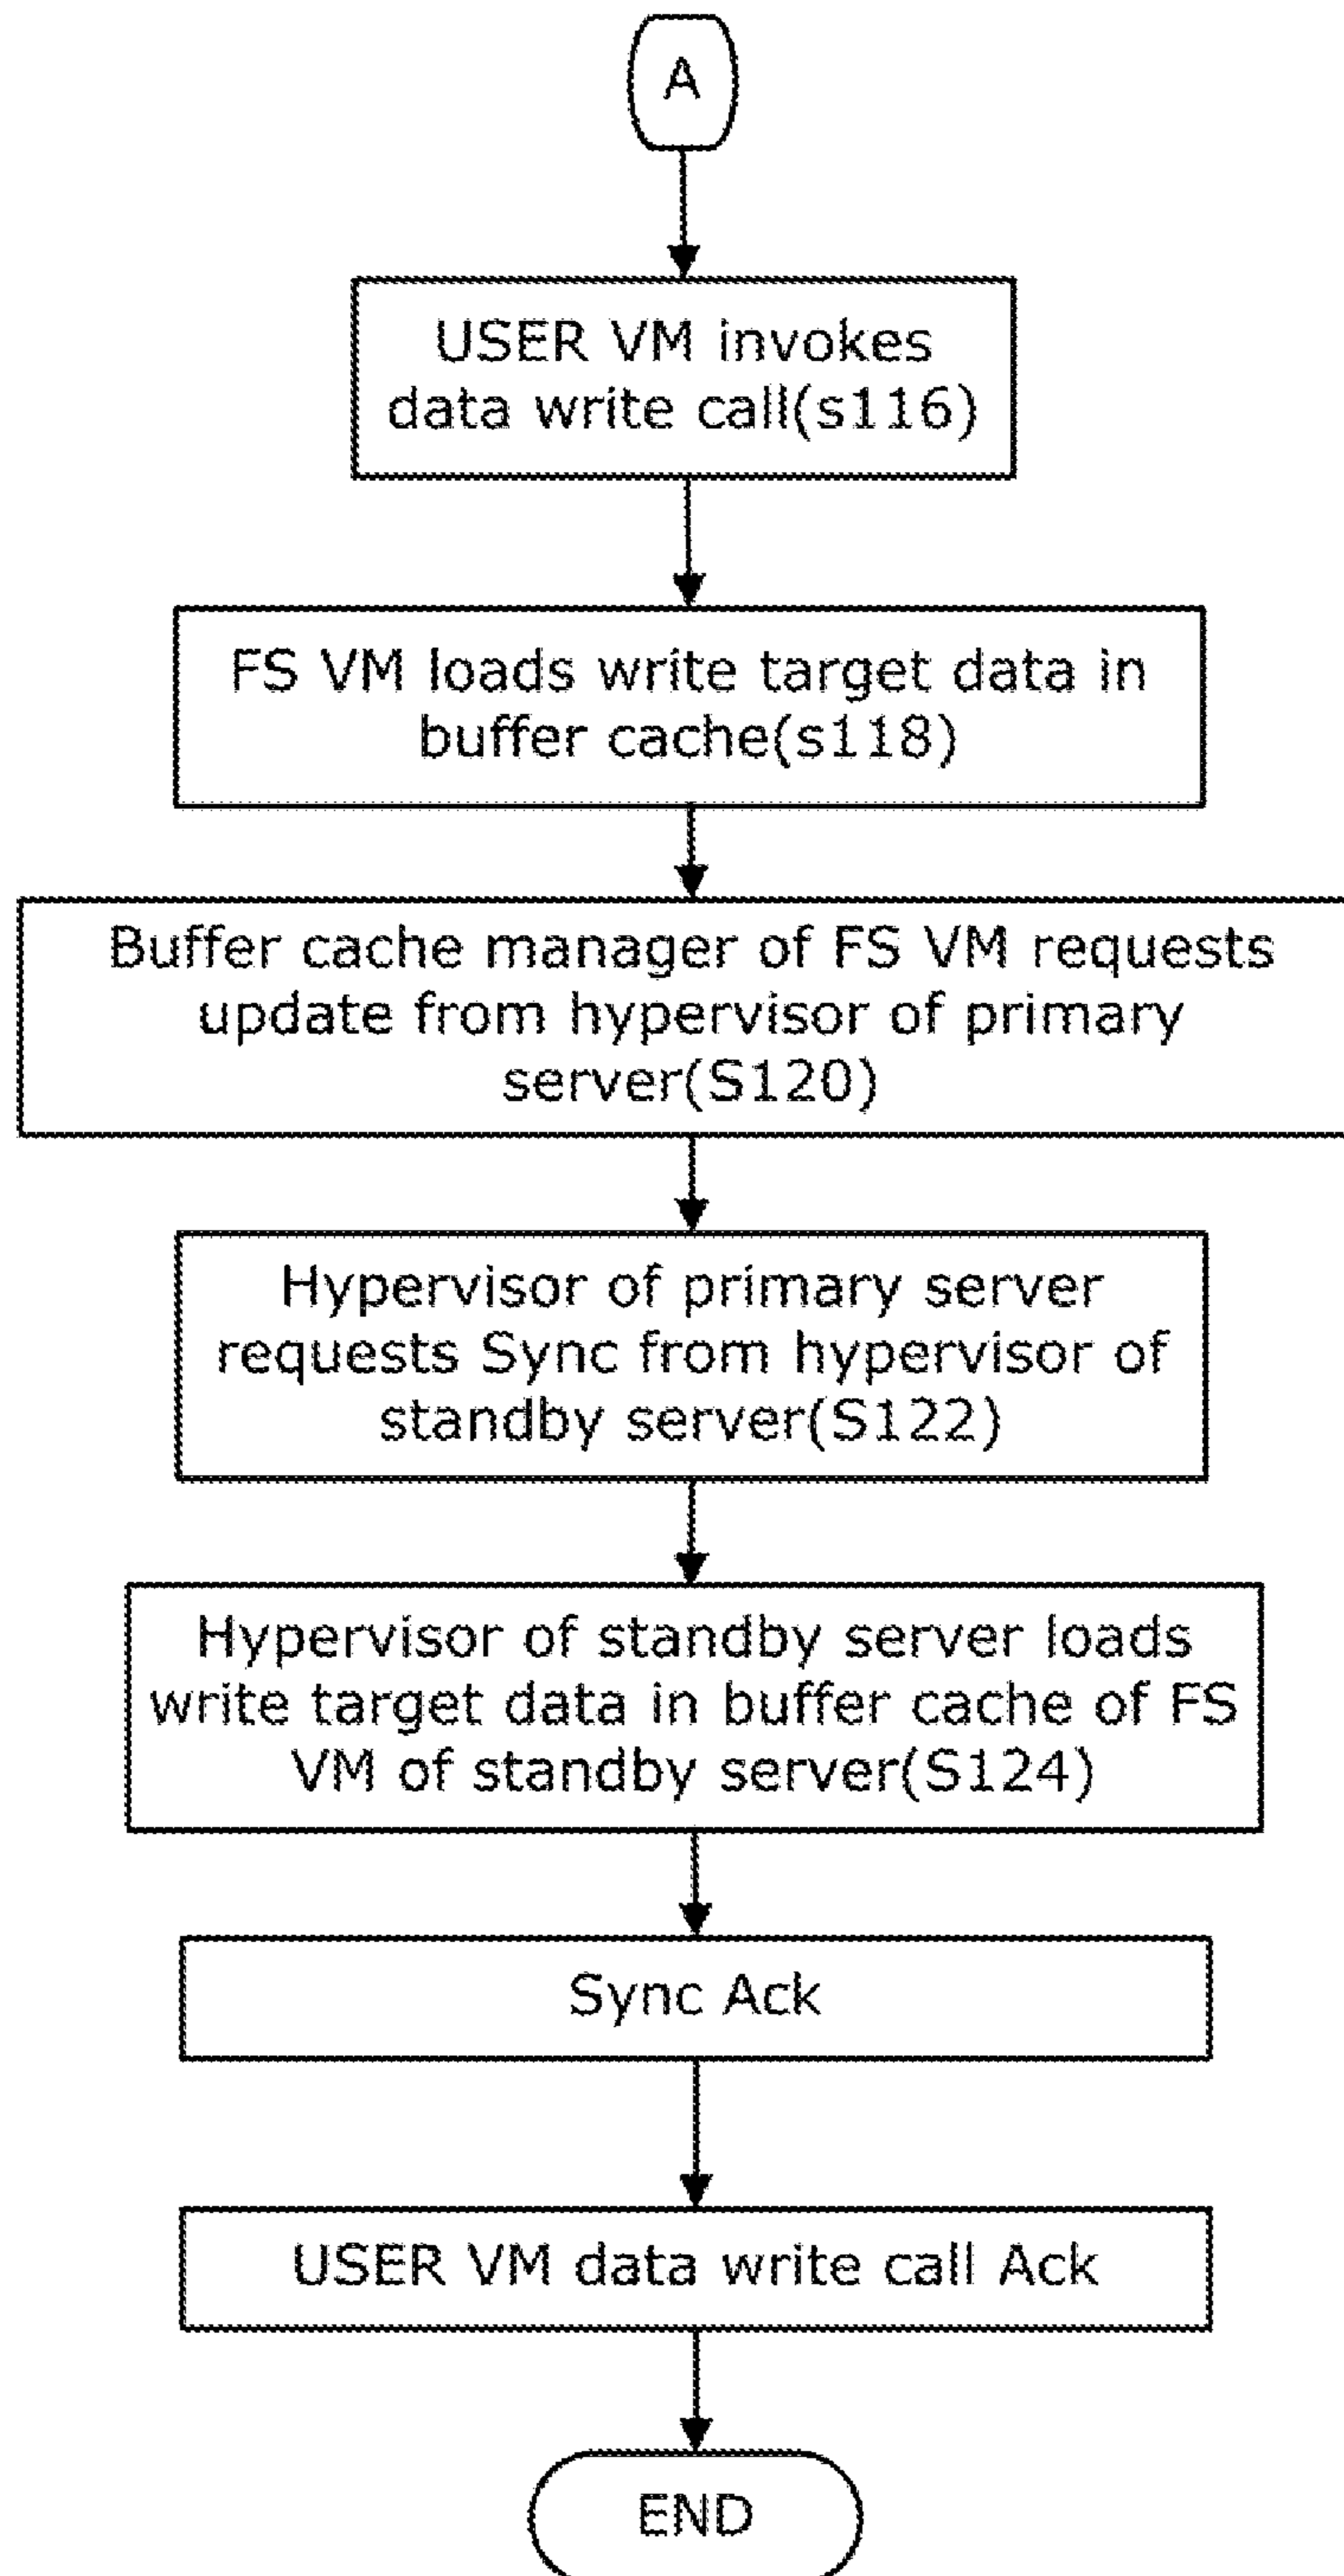 A
USER VM invokes
data write call(s116)
FS VM loads write target data in
buffer cache(s118)
Buffer cache manager of FS VM requests
update from hypervisor of primary
server(S120)
Hypervisor of primary server
requests Sync from hypervisor of
standby server(S122)
Hypervisor of standby server loads
write target data in buffer cache of FS
VM of standby server(S124)
Sync Ack
USER VM data write call Ack
END